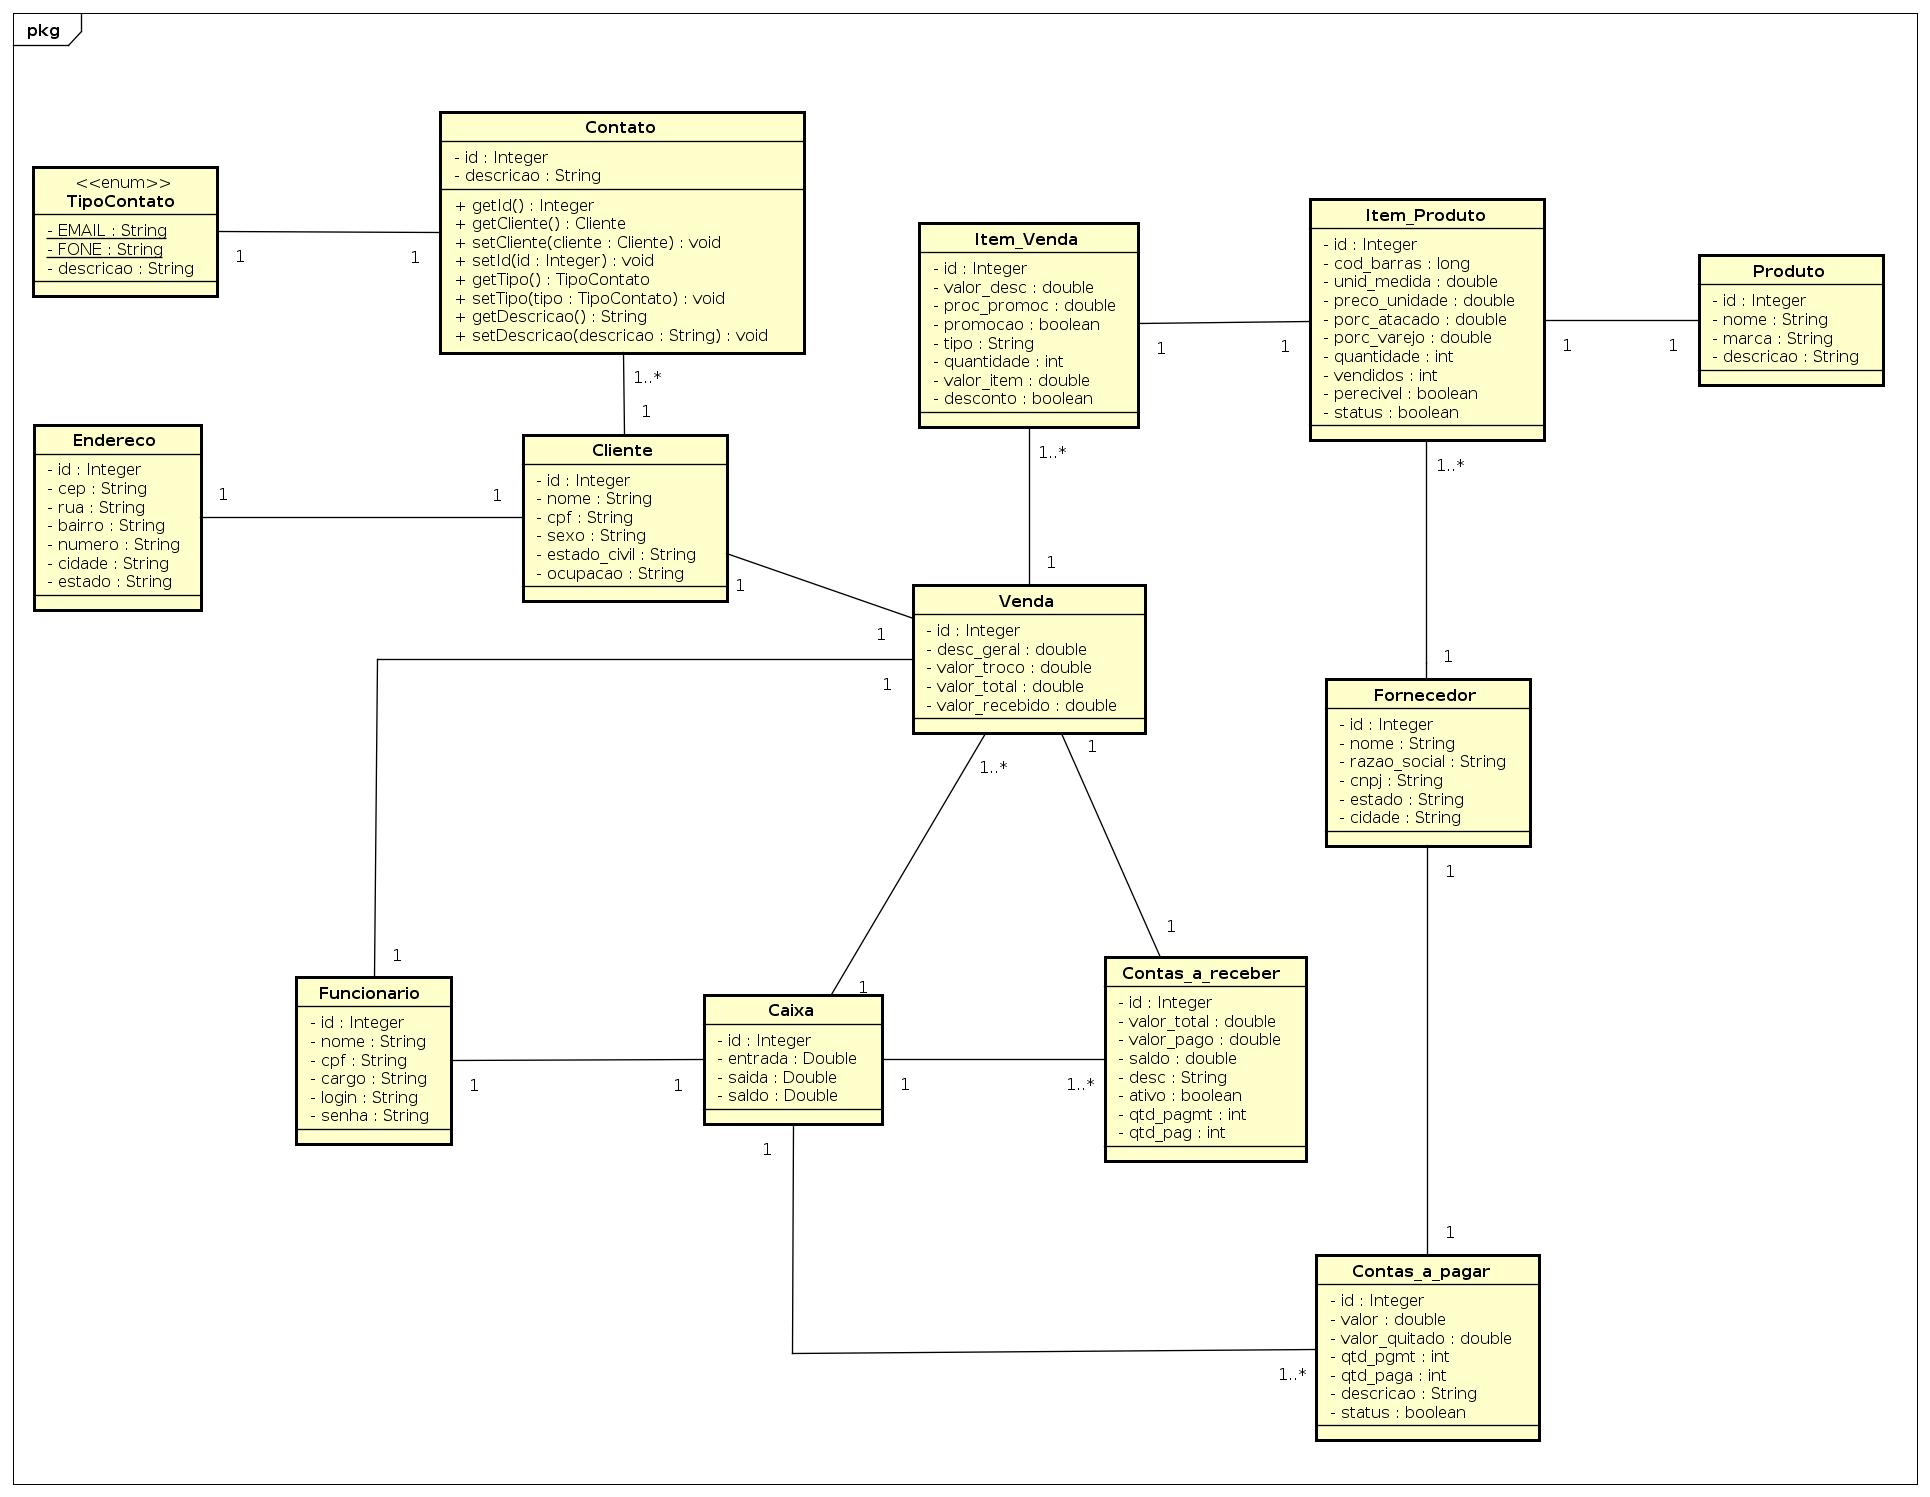 pkg
<<enum>>
TipoContato
- EMAIL : String
- FONE : String
- descricao : String
1
1
Contato
- id : Integer
- descricao : String
+ getId() : Integer
+ getCliente() : Cliente
+ setCliente(cliente : Cliente) : void
+ setId(id : Integer) : void
+ getTipo() : TipoContato
+ setTipo(tipo : TipoContato) : void
+ getDescricao() : String
+ setDescricao(descricao : String) : void
1..*
1
Item_Venda
- id : Integer
- valor_desc : double
- proc_promoc : double
- promocao : boolean
- tipo : String
- quantidade : int
- valor_item : double
- desconto : boolean
1
1
1..*
1
Item_Produto
- id : Integer
- cod_barras : long
- unid_medida : double
- preco_unidade : double
- porc_atacado : double
- porc_varejo : double
- quantidade : int
- vendidos : int
- perecivel : boolean
- status : boolean
1
1
1..*
1
Produto
- id : Integer
- nome : String
- marca : String
- descricao : String
Endereco
- id : Integer
- cep : String
- rua : String
- bairro : String
- numero : String
- cidade : String
- estado : String
1
1
Cliente
- id : Integer
- nome : String
- cpf : String
- sexo : String
- estado_civil : String
- ocupacao : String
1
1
Venda
- id : Integer
- desc_geral : double
- valor_troco : double
- valor_total : double
- valor_recebido : double
1
1
1..*
1
1
1
Fornecedor
- id : Integer
- nome : String
- razao_social : String
- cnpj : String
- estado : String
- cidade : String
1
1
Funcionario
- id : Integer
- nome : String
- cpf : String
- cargo : String
- login : String
- senha : String
1
1
Caixa
- id : Integer
- entrada : Double
- saida : Double
- saldo : Double
1
1..*
1
1..*
Contas_a_receber
- id : Integer
- valor_total : double
- valor_pago : double
- saldo : double
- desc : String
- ativo : boolean
- qtd_pagmt : int
- qtd_pag : int
Contas_a_pagar
- id : Integer
- valor : double
- valor_quitado : double
- qtd_pgmt : int
- qtd_paga : int
- descricao : String
- status : boolean